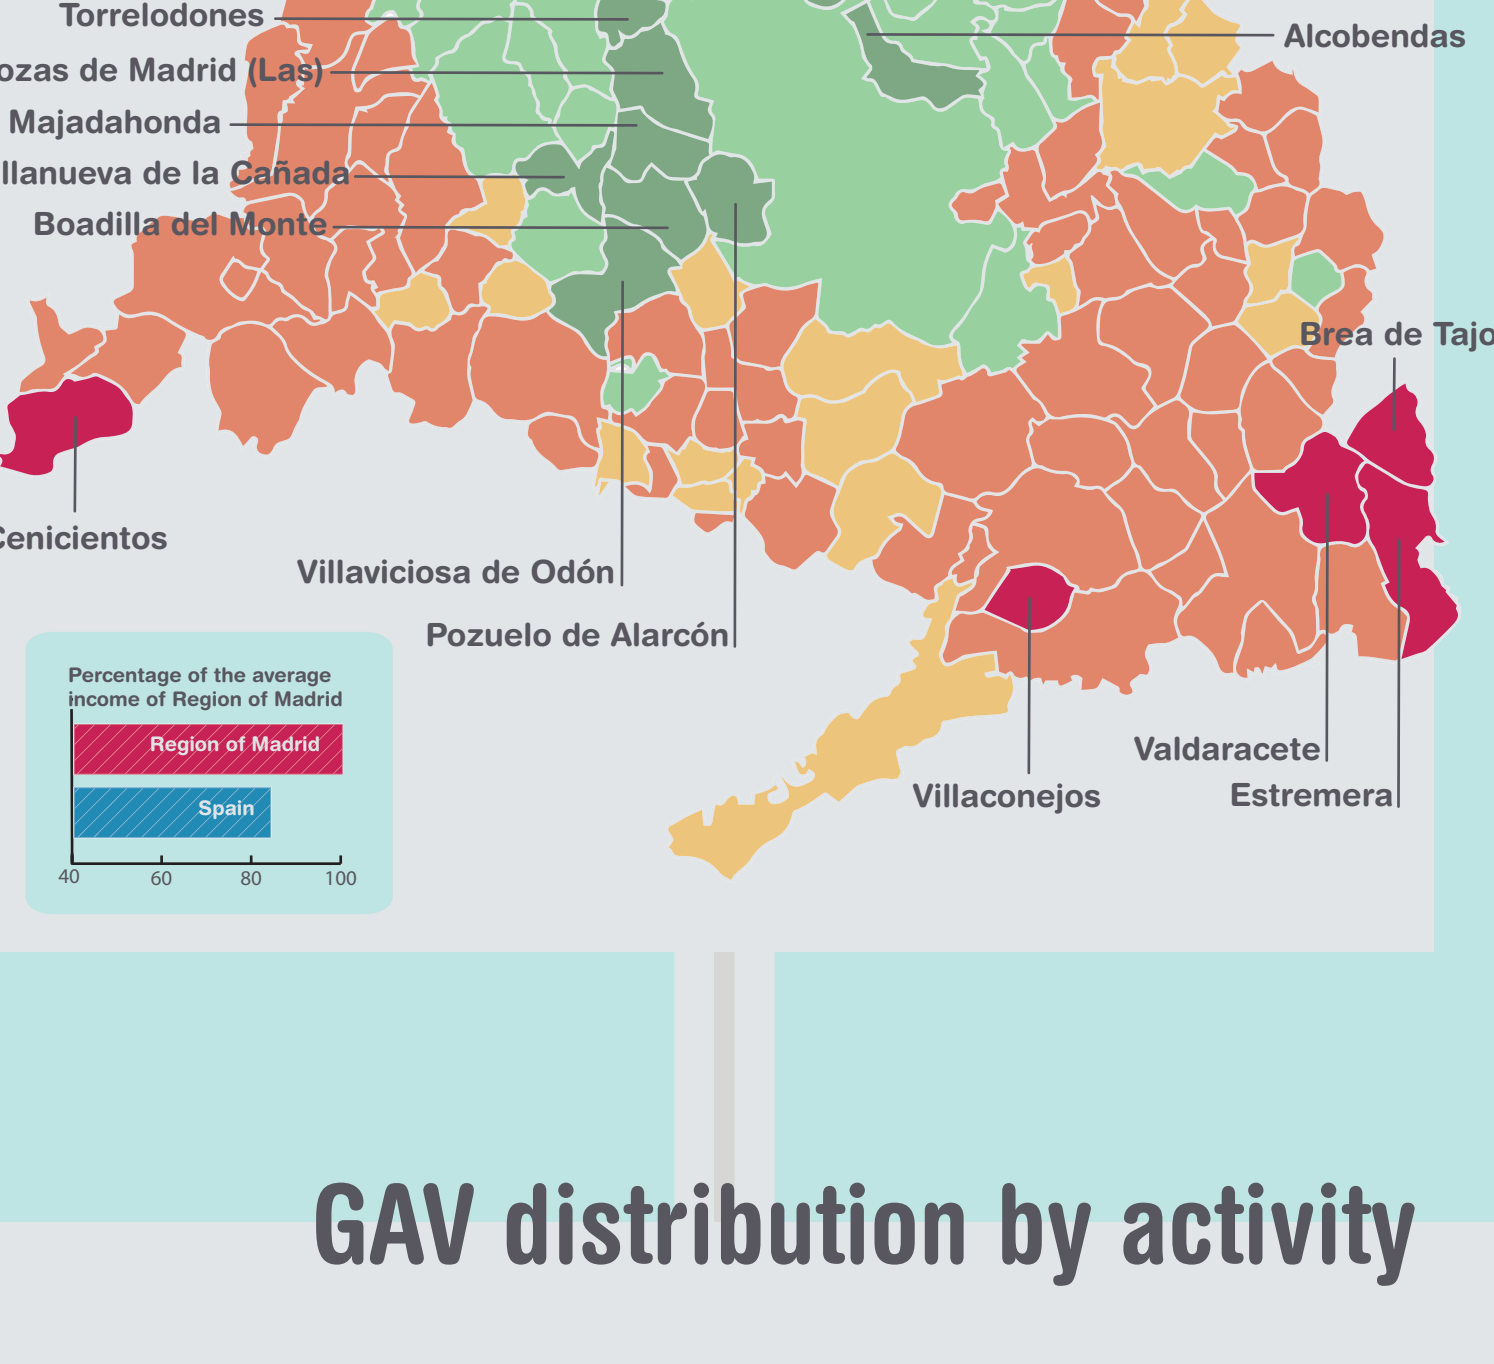 Torrelodones
Alcobendas
ozas de Madrid (Las)
Majadahonda
llanueva de la Cañada
Boadilla del Monte
Brea de Tajo
Cenicientos
Villaviciosa de Odón
Pozuelo de Alarcón
Percentage of the average
income of Region of Madrid
Region of Madrid
Spain
40 60 80 100
Valdaracete
Villaconejos
Estremera
GAV distribution by activity